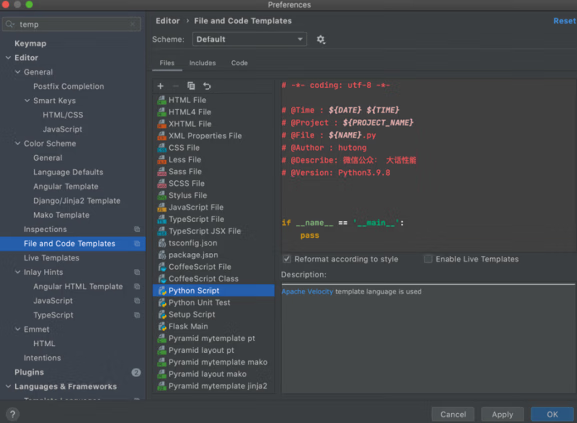 Preferences
temp
Editor › File and Code Templates
Reset
Scheme: Default
Files
Includes
Code
Keymap
Editor
General
Postfix Completion
Smart Keys
HTML/CSS
JavaScript
Color Scheme
General
Language Defaults
Angular Template
Django/Jinja2 Template
Mako Template
Inspections
File and Code Templates
Live Templates
Inlay Hints
Angular HTML Template
JavaScript
TypeScript
Emmet
HTML
Intentions
Plugins
2
Languages & Frameworks
HTML File
HTML4 File
XHTML File
XML Properties File
CSS File
Less File
Sass File
SCSS File
Stylus File
JavaScript File
TypeScript File
TypeScript JSX File
tsconfig.json
package.json
CoffeeScript File
CoffeeScript Class
Python Script
Python Unit Test
Setup Script
Flask Main
Pyramid mytemplate pt
Pyramid layout pt
Pyramid mytemplate mako
Pyramid layout mako
Pyramid mytemplate jinja2
# -*- coding: utf-8 -*-
# @Time : ${DATE} ${TIME}
# @Project : ${PROJECT_NAME}
# @File : ${NAME}.py
# @Author : hutong
# @Describe: 微信公众: 大话性能
# @Version: Python3.9.8
if __name__ == '__main__':
pass
Reformat according to style
Enable Live Templates
Description:
Apache Velocity template language is used
?
Cancel
Apply
OK